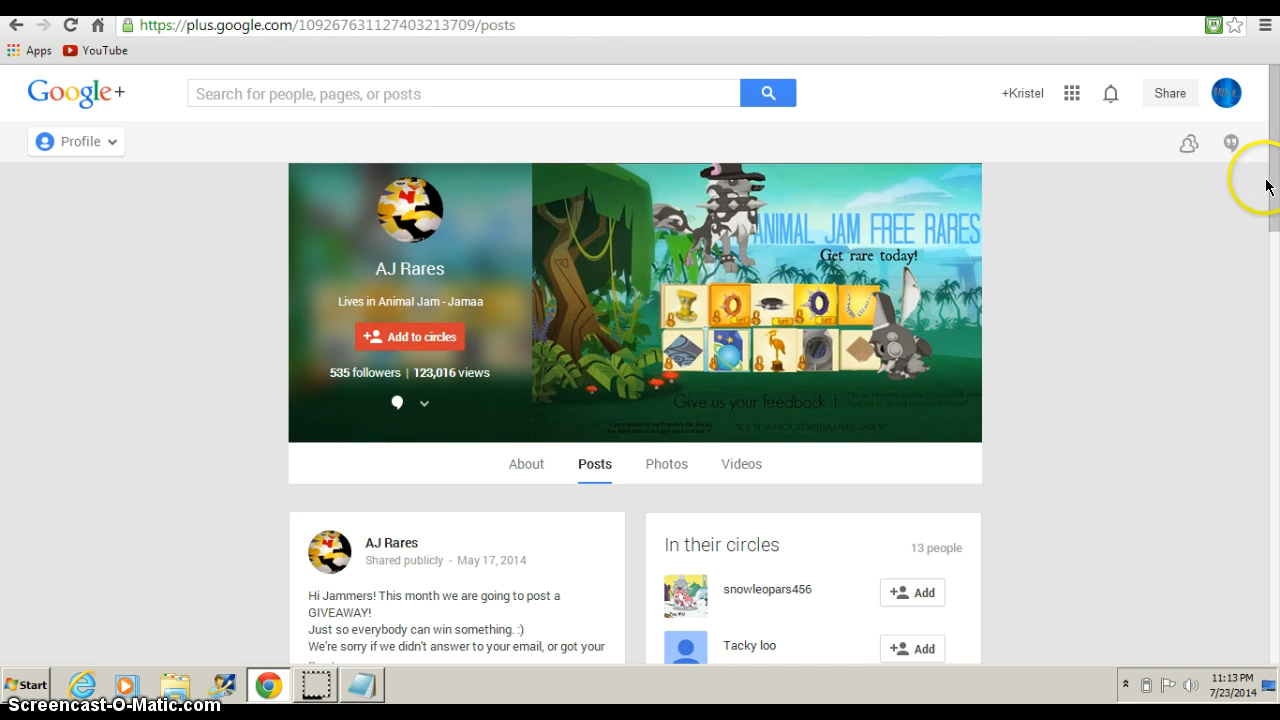 https://plus.google.com/109267631127403213709/posts
Apps YouTube
Google+
Search for people, pages, or posts
+Kristel
Share
Profile
AJ Rares
Lives in Animal Jam - Jamaa
Add to circles
535 followers | 123,016 views
ANIMAL JAM FREE RARES
Get rare today!
Give us your feedback :)
About Posts Photos Videos
AJ Rares
Shared publicly - May 17, 2014
Hi Jammers! This month we are going to post a
GIVEAWAY!
Just so everybody can win something. :)
We're sorry if we didn't answer to your email, or got your
In their circles
13 people
snowleopars456
Add
Tacky loo
Add
Start
11:13 PM
7/23/2014
Screencast-O-Matic.com